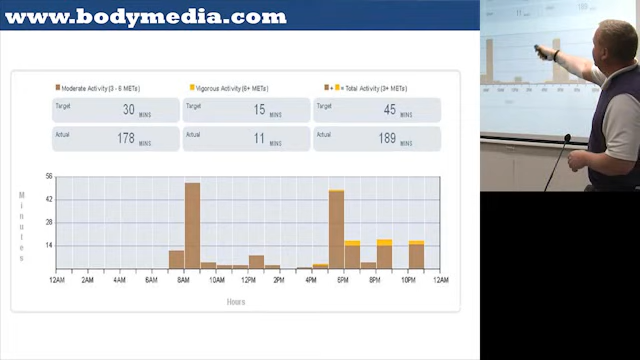 www.bodymedia.com
Moderate Activity (3 - 6 METs)
Vigorous Activity (6+ METs)
+ = Total Activity (3+ METs)
Target 30 MINS
Target 15 MINS
Target 45 MINS
Actual 178 MINS
Actual 11 MINS
Actual 189 MINS
Minutes
56
42
28
14
12AM 2AM 4AM 6AM 8AM 10AM 12PM 2PM 4PM 6PM 8PM 10PM 12AM
Hours